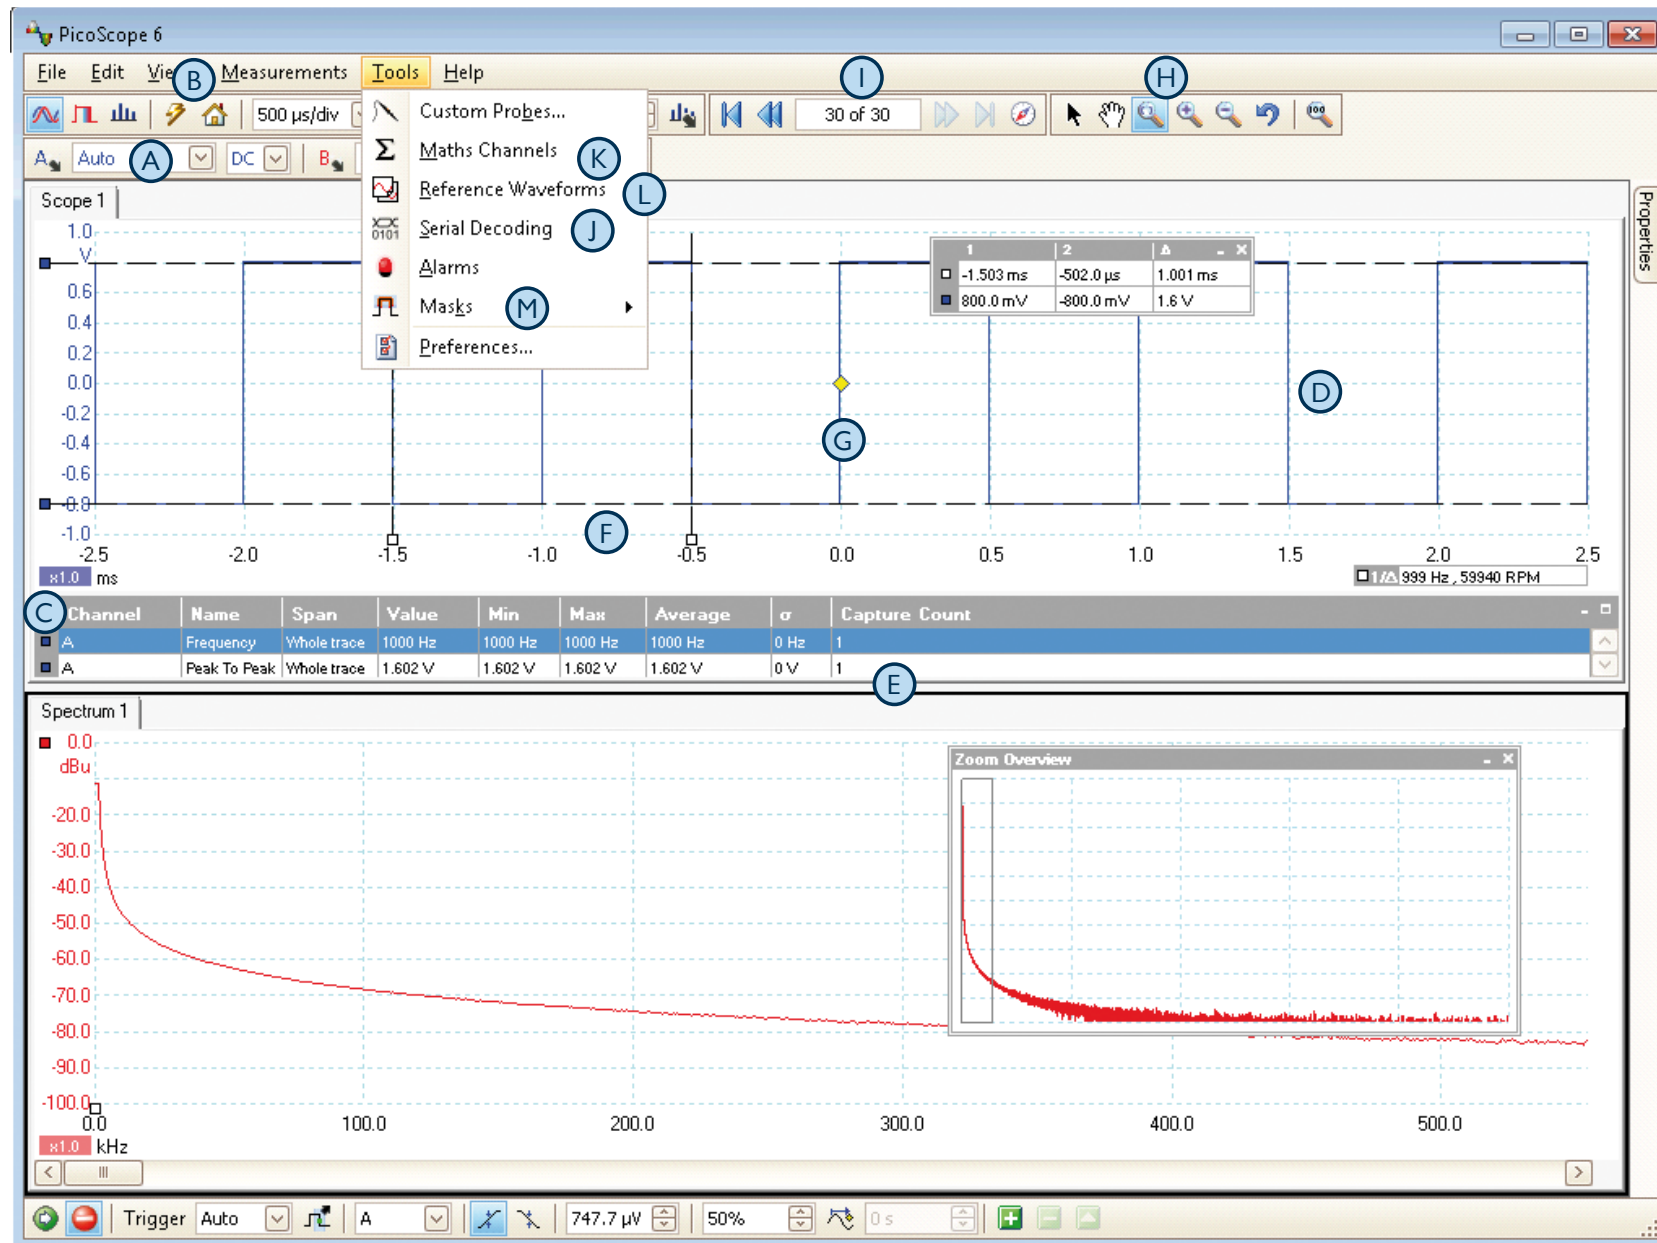 PicoScope 6
File Edit Vie B Measurements Tools Help I H
500 µs/div 30 of 30
A Auto A DC B
Custom Probes...
Maths Channels K
Reference Waveforms L
Serial Decoding J
Alarms
Masks M
Preferences...
Properties
Scope 1
1.0
V
0.6
0.4
0.2
0.0
-0.2
-0.4
-0.6
-0.8
-1.0
1 2 Δ
-1.503 ms -502.0 µs 1.001 ms
800.0 mV -800.0 mV 1.6 V
D
G
F
-2.5 -2.0 -1.5 -1.0 -0.5 0.0 0.5 1.0 1.5 2.0 2.5
x1.0 ms
1/Δ 999 Hz , 59940 RPM
C Channel Name Span Value Min Max Average σ Capture Count
A Frequency Whole trace 1000 Hz 1000 Hz 1000 Hz 1000 Hz 0 Hz 1
A Peak To Peak Whole trace 1.602 V 1.602 V 1.602 V 1.602 V 0 V 1
E
Spectrum 1
0.0
dBu
-20.0
-30.0
-40.0
-50.0
-60.0
-70.0
-80.0
-90.0
-100.0
Zoom Overview
0.0 100.0 200.0 300.0 400.0 500.0
x1.0 kHz
Trigger Auto A 747.7 µV 50% 0 s